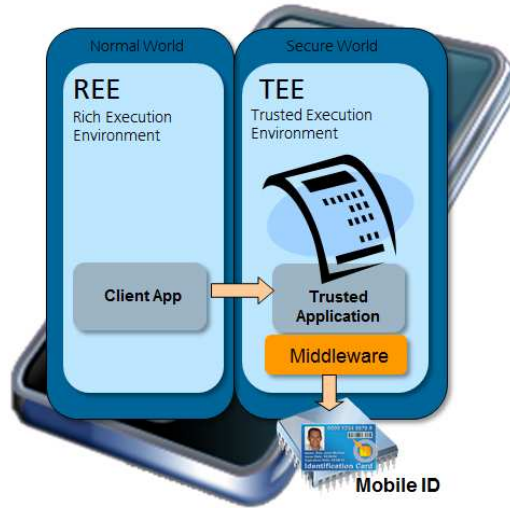 Normal World
Secure World
REE
Rich Execution
Environment
TEE
Trusted Execution
Environment
Client App
Trusted
Application
Middleware
Identification Card
Mobile ID